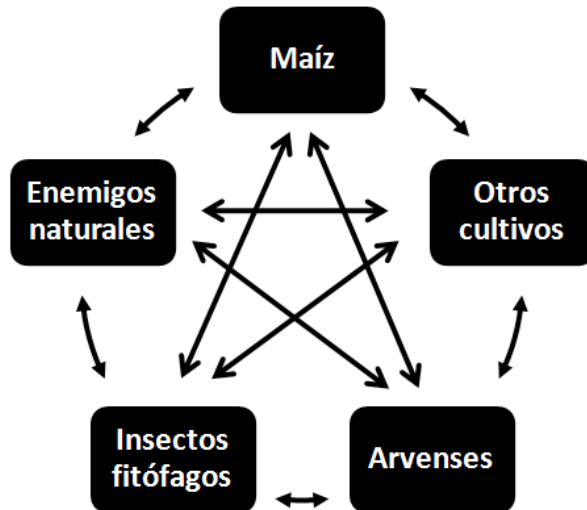 Maíz
Enemigos
naturales
Otros
cultivos
Insectos
fitófagos
Arvenses